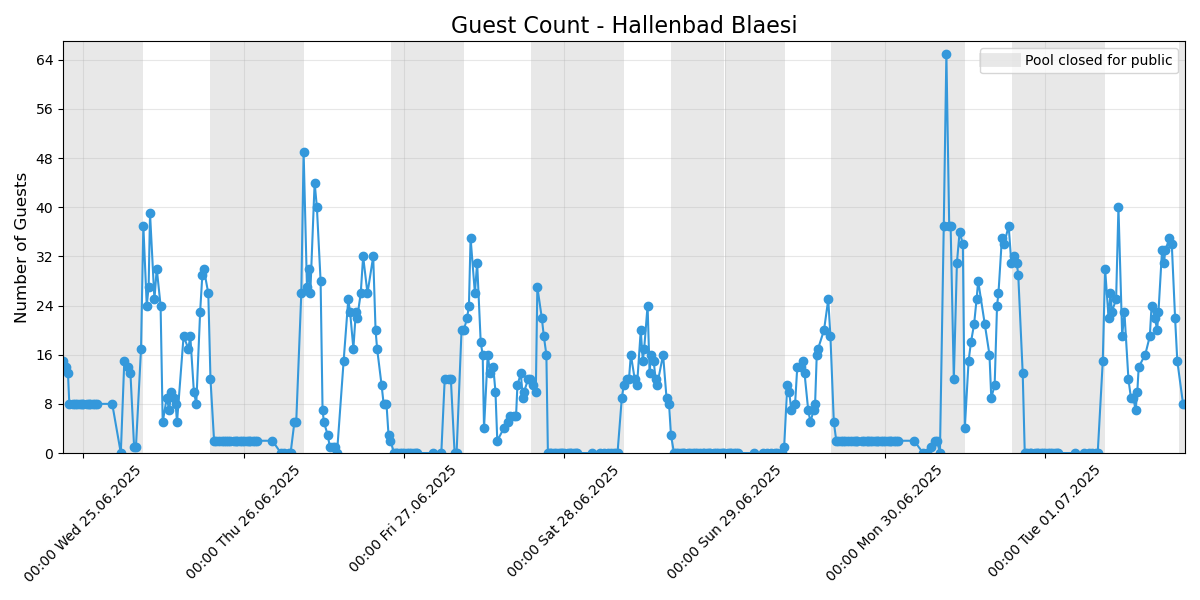 Guest Count - Hallenbad Blaesi
Pool closed for public
Number of Guests
64
56
48
40
32
24
16
8
0
00:00 Wed 25.06.2025
00:00 Thu 26.06.2025
00:00 Fri 27.06.2025
00:00 Sat 28.06.2025
00:00 Sun 29.06.2025
00:00 Mon 30.06.2025
00:00 Tue 01.07.2025